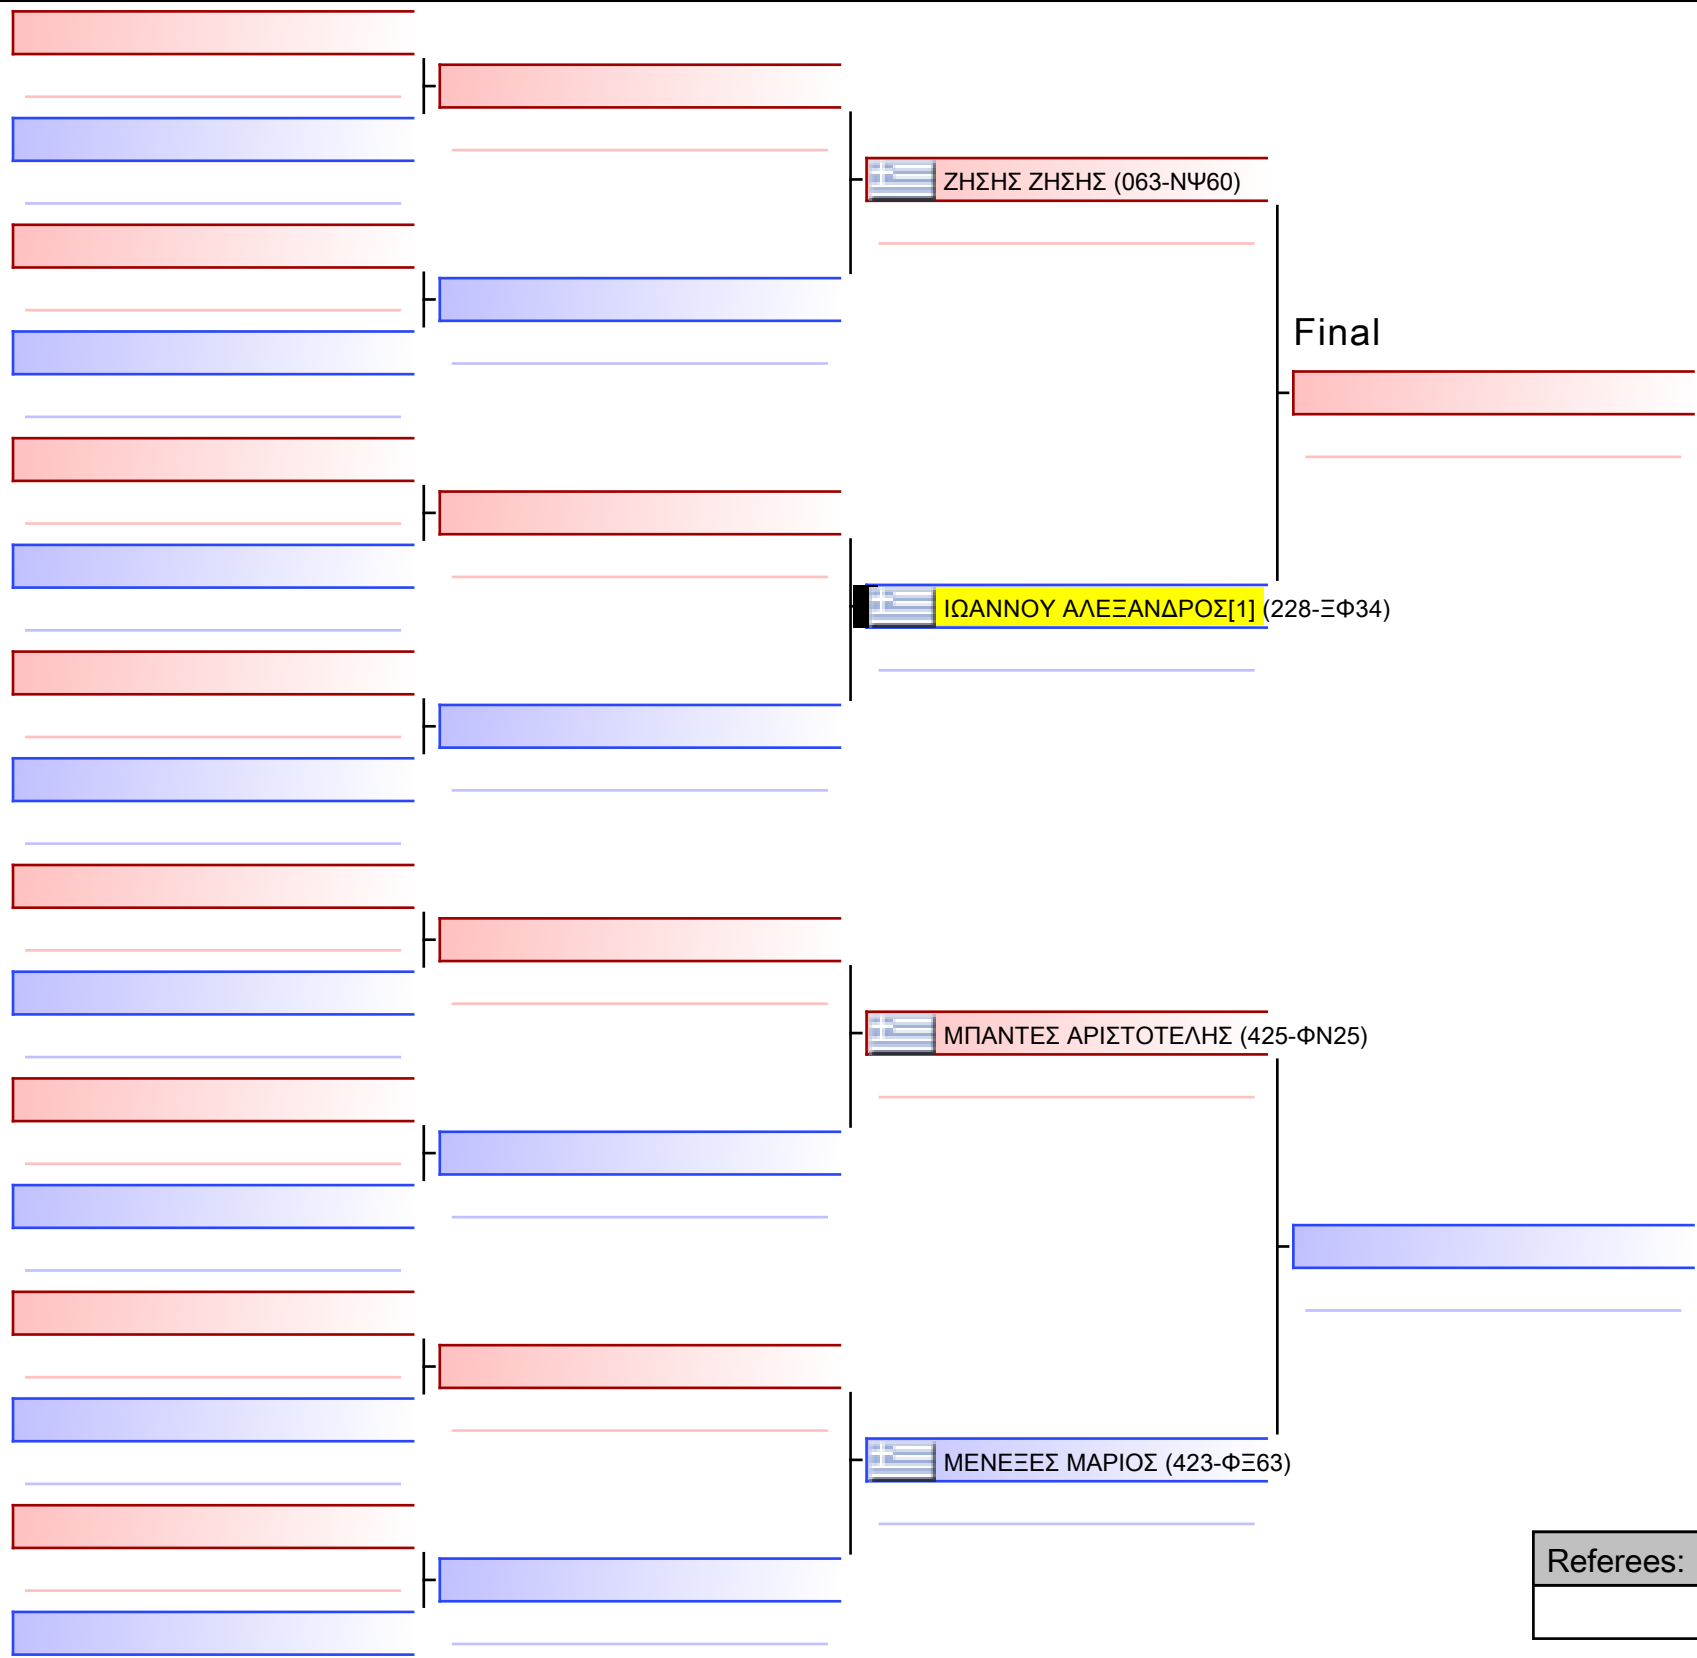 ΖΗΣΗΣ ΖΗΣΗΣ (063-ΝΨ60)
Final
ΙΩΑΝΝΟΥ ΑΛΕΞΑΝΔΡΟΣ[1] (228-ΞΦ34)
ΜΠΑΝΤΕΣ ΑΡΙΣΤΟΤΕΛΗΣ (425-ΦΝ25)
ΜΕΝΕΞΕΣ ΜΑΡΙΟΣ (423-ΦΞ63)
Referees: